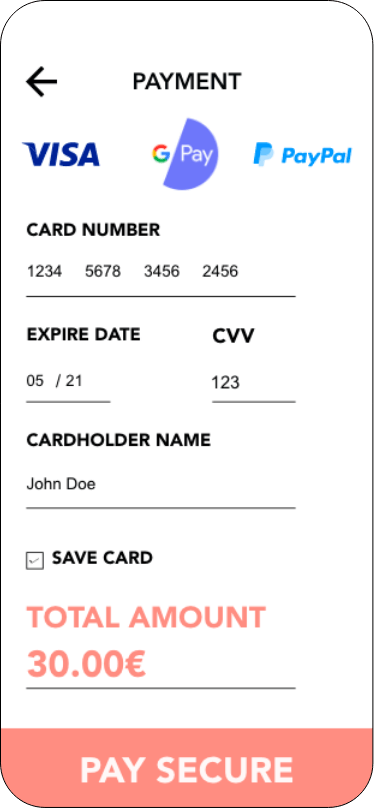 PAYMENT
VISA G Pay PayPal
CARD NUMBER
1234 5678 3456 2456
EXPIRE DATE CVV
05 / 21 123
CARDHOLDER NAME
John Doe
SAVE CARD
TOTAL AMOUNT
30.00€
PAY SECURE